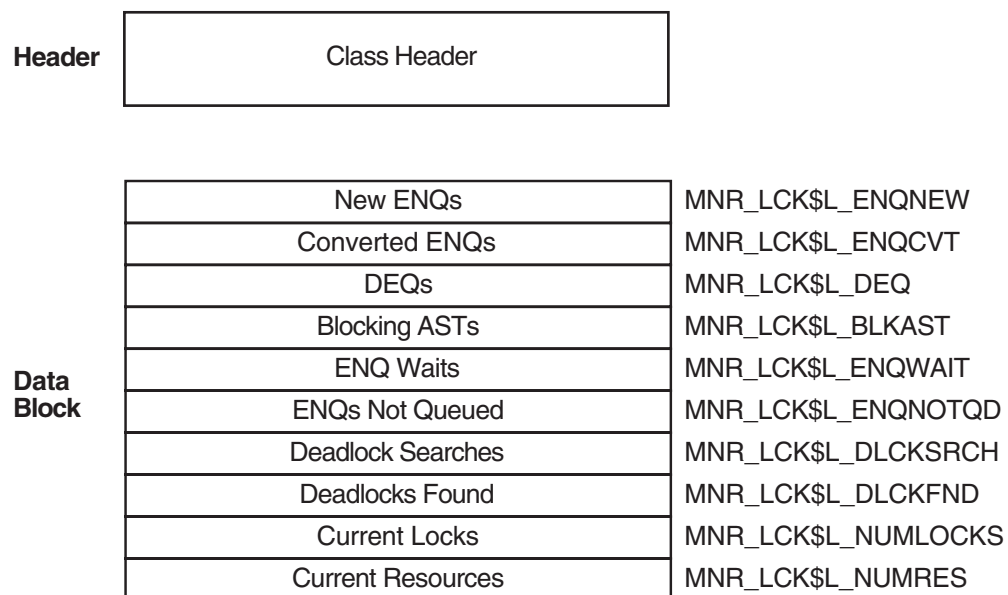 Header
Class Header
New ENQs MNR_LCK$L_ENQNEW
Converted ENQs MNR_LCK$L_ENQCVT
DEQs MNR_LCK$L_DEQ
Blocking ASTs MNR_LCK$L_BLKAST
ENQ Waits MNR_LCK$L_ENQWAIT
Data
Block
ENQs Not Queued MNR_LCK$L_ENQNOTQD
Deadlock Searches MNR_LCK$L_DLCKSRCH
Deadlocks Found MNR_LCK$L_DLCKFND
Current Locks MNR_LCK$L_NUMLOCKS
Current Resources MNR_LCK$L_NUMRES